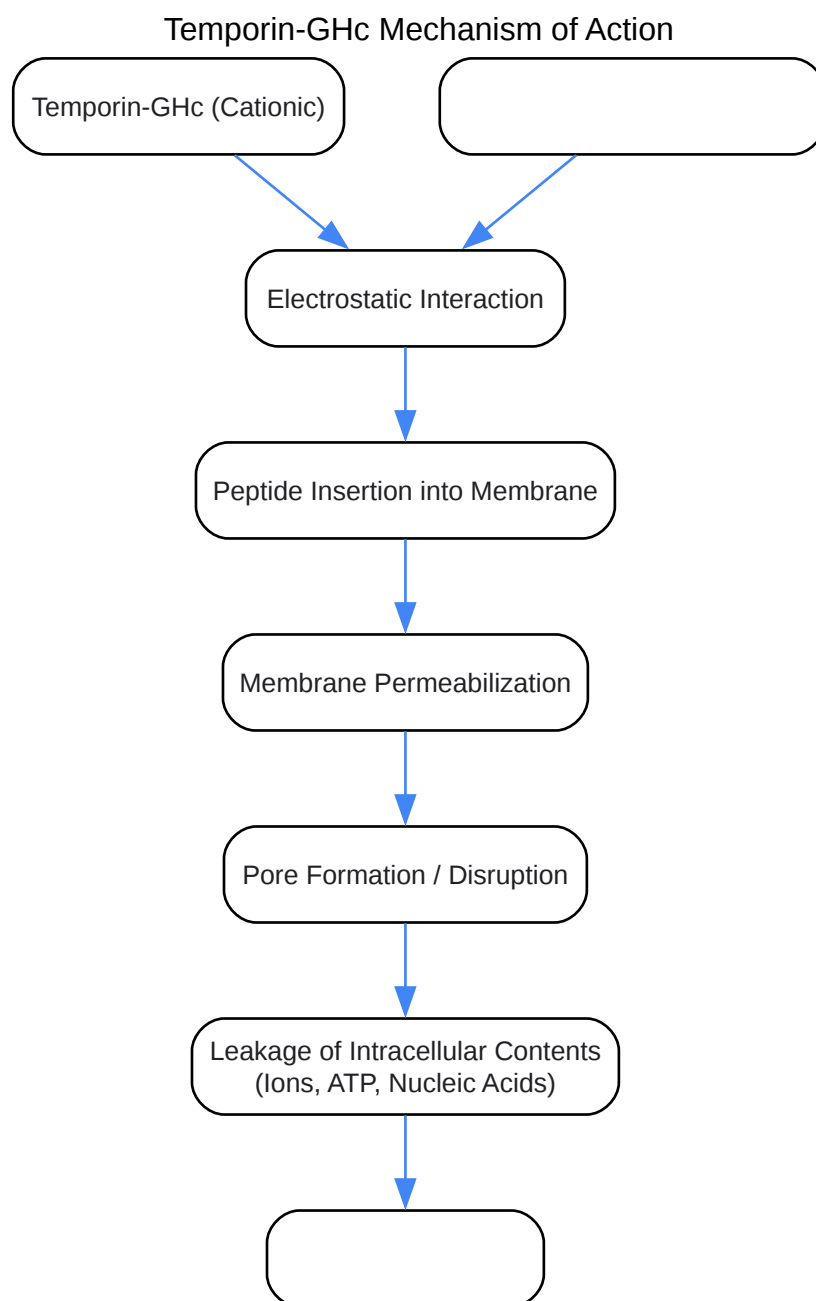 Temporin-GHc Mechanism of Action
Temporin-GHc (Cationic)
Electrostatic Interaction
Peptide Insertion into Membrane
Membrane Permeabilization
Pore Formation / Disruption
Leakage of Intracellular Contents
(Ions, ATP, Nucleic Acids)